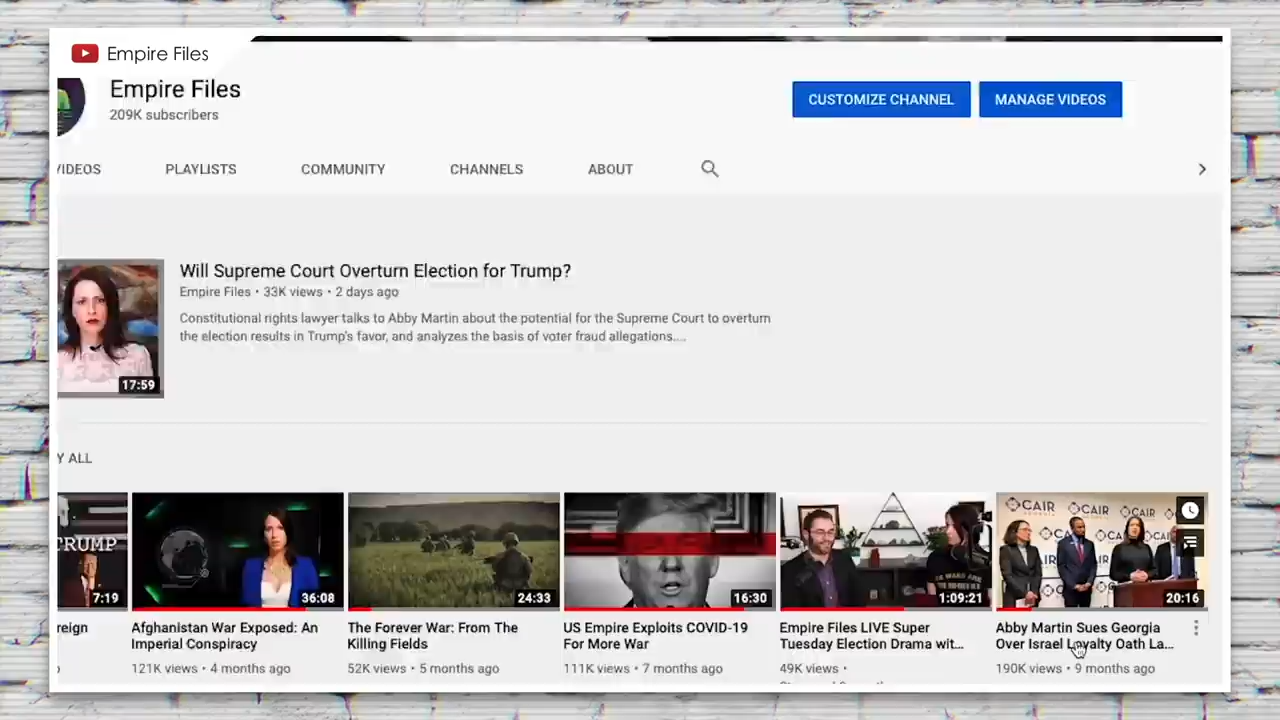 Empire Files
Empire Files
209K subscribers
CUSTOMIZE CHANNEL
MANAGE VIDEOS
VIDEOS
PLAYLISTS
COMMUNITY
CHANNELS
ABOUT
Will Supreme Court Overturn Election for Trump?
Empire Files • 33K views • 2 days ago
Constitutional rights lawyer talks to Abby Martin about the potential for the Supreme Court to overturn
the election results in Trump's favor, and analyzes the basis of voter fraud allegations....
17:59
Y ALL
TRUMP
7:19
36:08
24:33
16:30
1:09:21
CAIR
CAIR
CAIR
20:16
reign
Afghanistan War Exposed: An
Imperial Conspiracy
121K views • 4 months ago
The Forever War: From The
Killing Fields
52K views • 5 months ago
US Empire Exploits COVID-19
For More War
111K views • 7 months ago
Empire Files LIVE Super
Tuesday Election Drama wit...
49K views •
Abby Martin Sues Georgia
Over Israel Loyalty Oath La...
190K views • 9 months ago